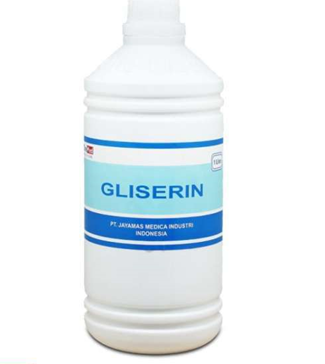 GLISERIN
PT. JAYAMAS MEDICA INDUSTRI
INDONESIA